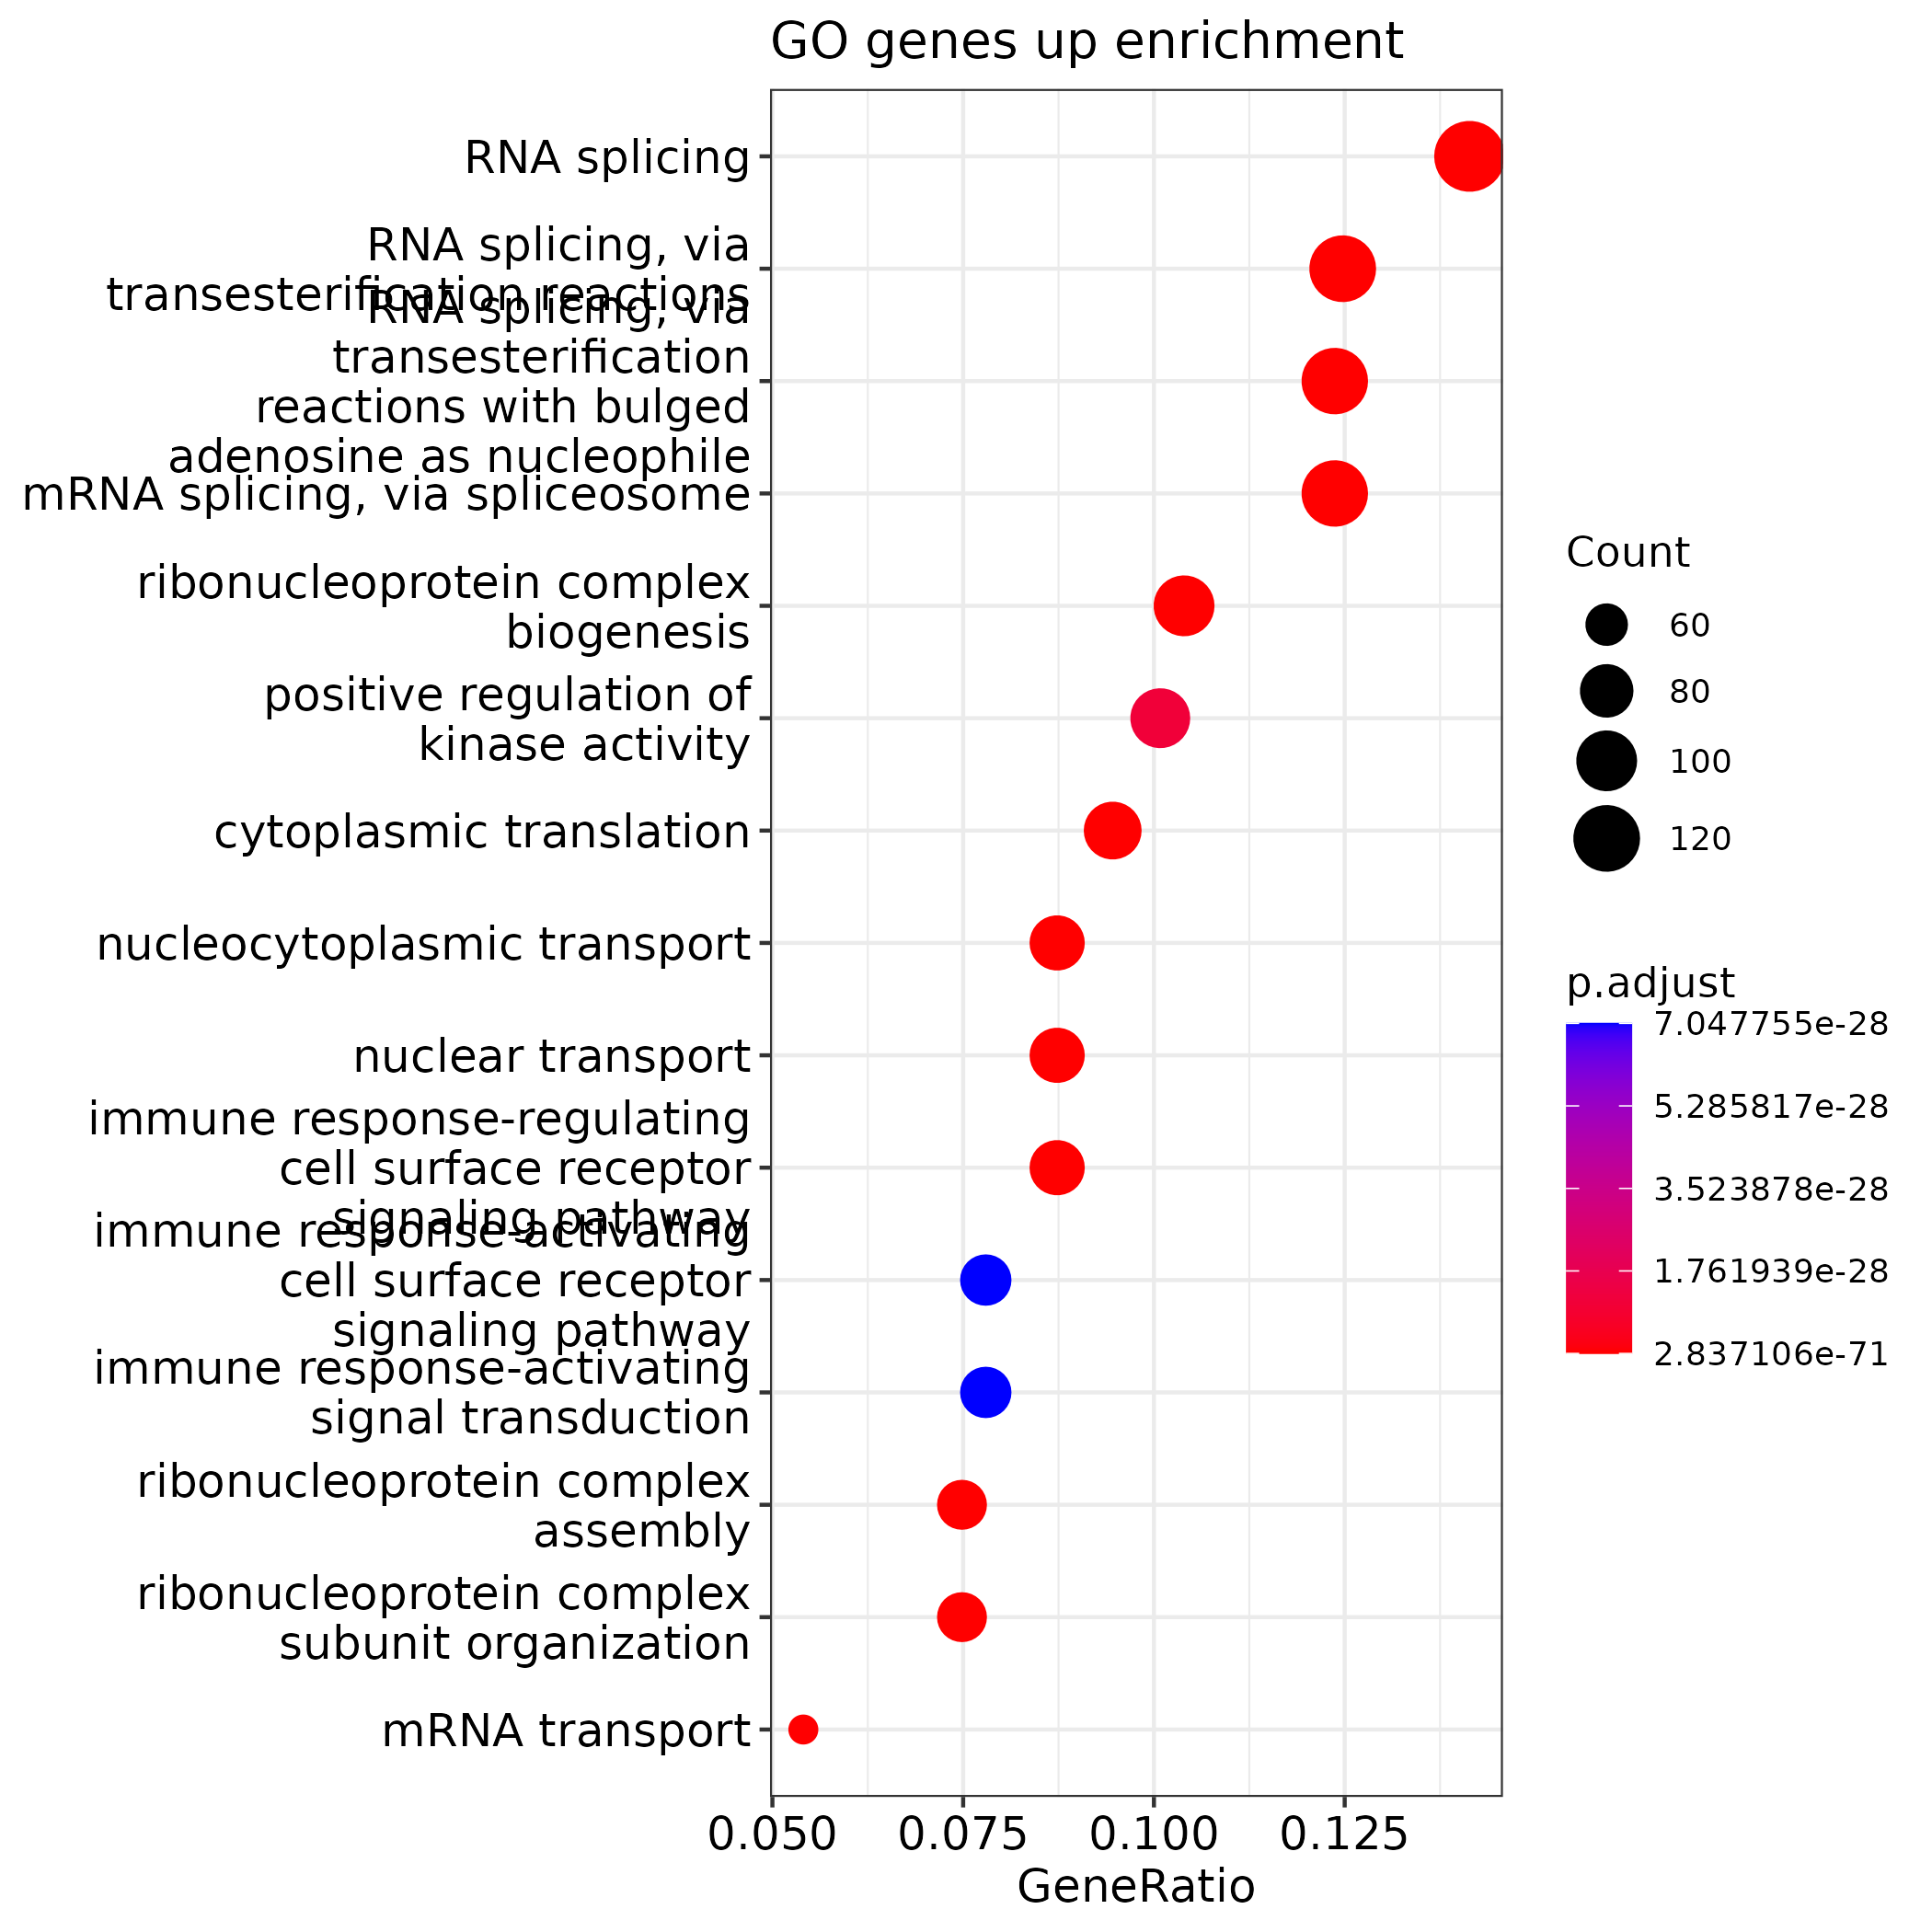 GO genes up enrichment
RNA splicing
RNA splicing, via
transesterification reactions
RNA splicing, via
transesterification
reactions with bulged
adenosine as nucleophile
mRNA splicing, via spliceosome
ribonucleoprotein complex
biogenesis
positive regulation of
kinase activity
cytoplasmic translation
nucleocytoplasmic transport
nuclear transport
immune response-regulating
cell surface receptor
signaling pathway
immune response-activating
cell surface receptor
signaling pathway
immune response-activating
signal transduction
ribonucleoprotein complex
assembly
ribonucleoprotein complex
subunit organization
mRNA transport
0.050 0.075 0.100 0.125
GeneRatio
Count
60
80
100
120
p.adjust
7.047755e-28
5.285817e-28
3.523878e-28
1.761939e-28
2.837106e-71